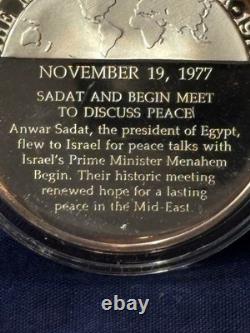 NOVEMBER 19, 1977
SADAT AND BEGIN MEET
TO DISCUSS PEACE
Anwar Sadat, the president of Egypt,
flew to Israel for peace talks with
Israel's Prime Minister Menahem
Begin. Their historic meeting
renewed hope for a lasting
peace in the Mid-East.
ebay